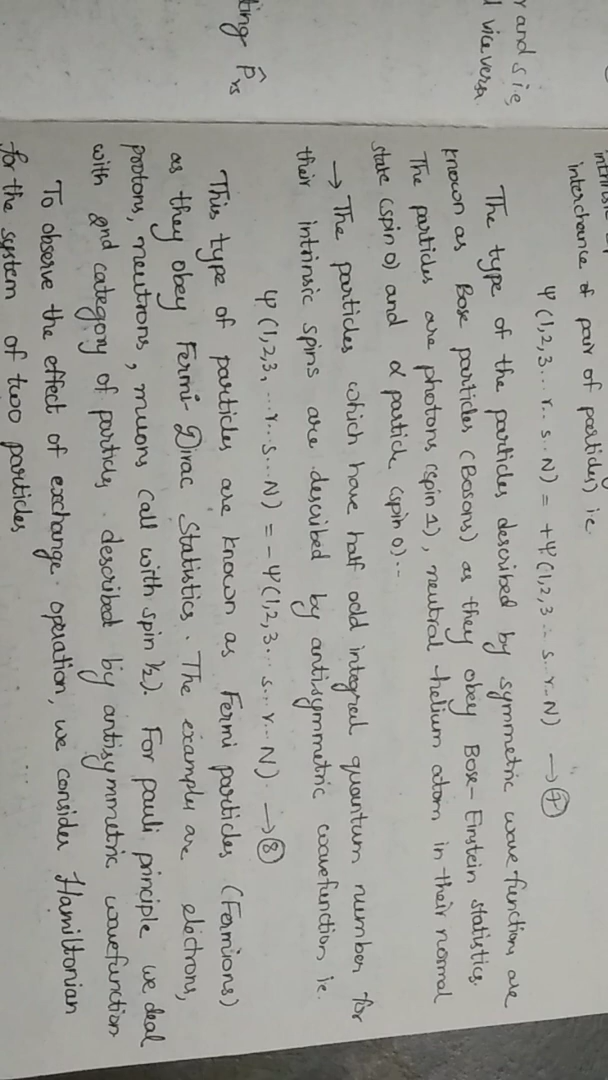 r and s i.e
d viceversa.
ting P̂rs
interchance of pair of particles) ie.
ψ(1,2,3...r..s..N) = +ψ(1,2,3..s..r..N) → ⑦
The type of the particles described by symmetric wave functions are
known as Bose particles (Bosons) as they obey Bose-Einstein statistics.
The particles are photons (spin 1), neutral helium atom in their normal
state (spin 0) and α particle (spin 0)..
→ The particles which have half odd integral quantum number for
their intrinsic spins are described by antisymmetric wavefunction, ie.
ψ(1,2,3,...r..s...N) = -ψ(1,2,3...s...r..N). → ⑧
This type of particles are known as Fermi particles (Fermions)
as they obey Fermi-Dirac Statistics. The examples are electrons,
protons, neutrons, muons (all with spin ½). For pauli principle we deal
with 2nd category of particles described by antisymmetric wavefunction
To observe the effect of exchange operation, we consider Hamiltonian
for the system of two particles